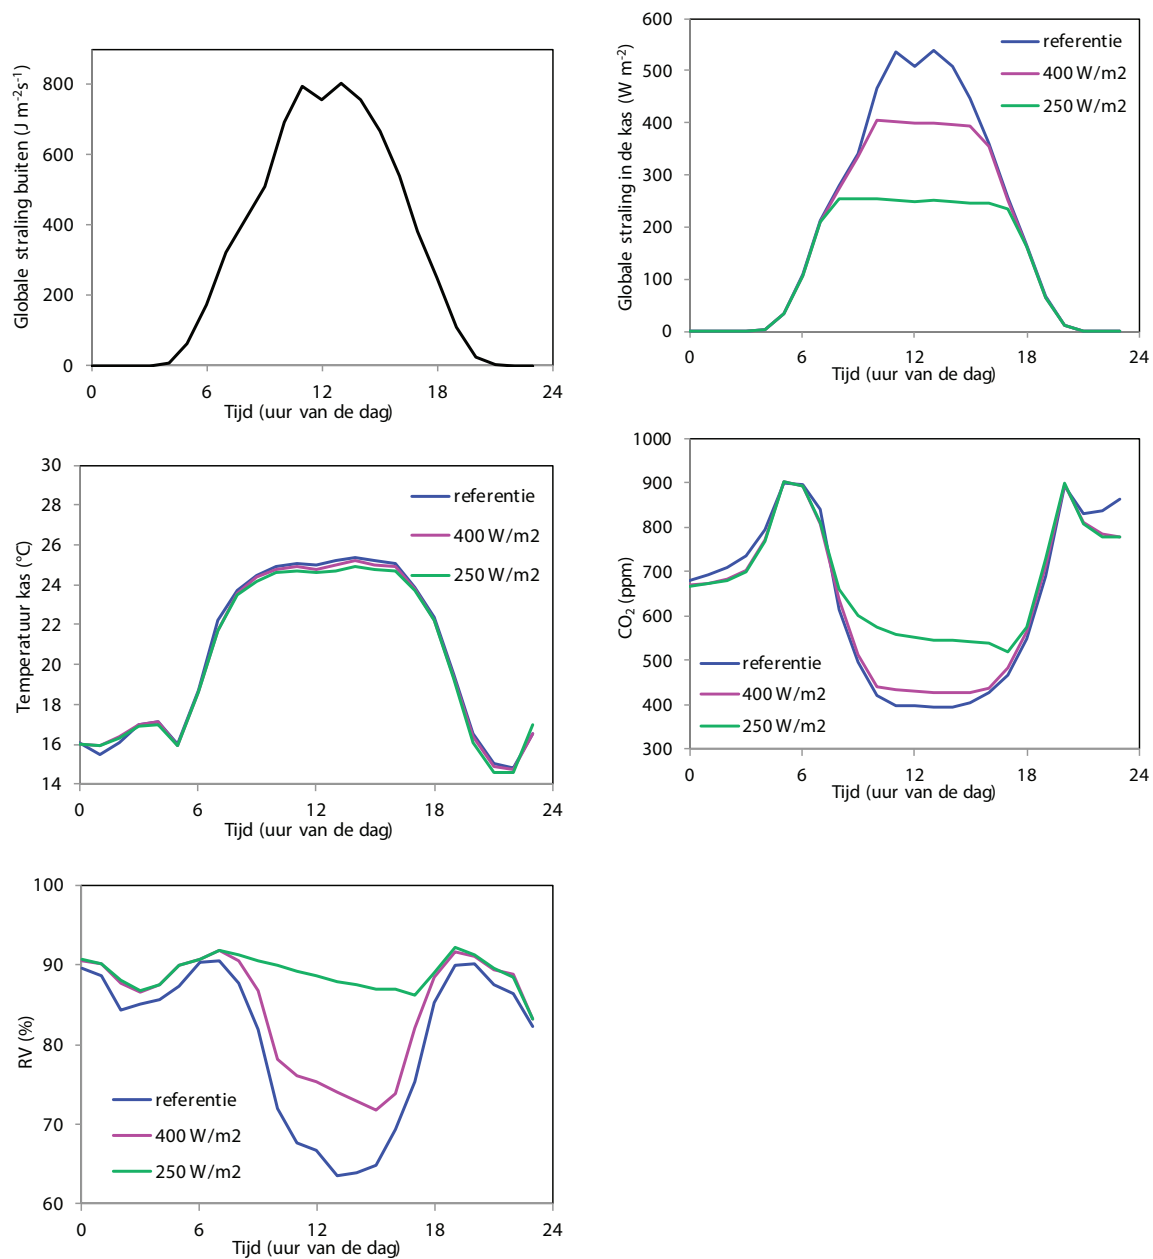 Globale straling buiten (J m⁻²s⁻¹)
800
600
400
200
0
0 6 12 18 24
Tijd (uur van de dag)
Globale straling in de kas (W m⁻²)
600
500
400
300
200
100
0
referentie
400 W/m2
250 W/m2
0 6 12 18 24
Tijd (uur van de dag)
Temperatuur kas (°C)
30
28
26
24
22
20
18
16
14
referentie
400 W/m2
250 W/m2
0 6 12 18 24
Tijd (uur van de dag)
CO₂ (ppm)
1000
900
800
700
600
500
400
300
referentie
400 W/m2
250 W/m2
0 6 12 18 24
Tijd (uur van de dag)
RV (%)
100
90
80
70
60
referentie
400 W/m2
250 W/m2
0 6 12 18 24
Tijd (uur van de dag)